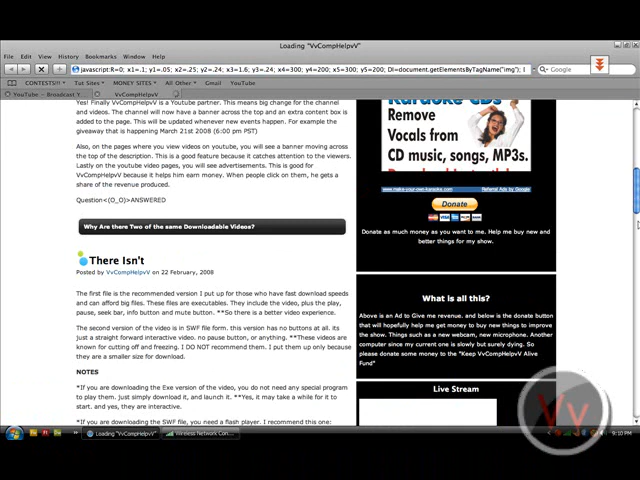 Loading "VvCompHelpvV"
File Edit View History Bookmarks Window Help
javascript:R=0; x1=.1; y1=.05; x2=.25; y2=.24; x3=1.6; y3=.24; x4=300; y4=200; x5=300; y5=200; DI=document.getElementsByTagName("img");
Google
CONTESTS!!! Tut Sites MONEY SITES All Other Gmail YouTube
YouTube - Broadcast Y... VvCompHelpvV
Yes! Finally VvCompHelpvV is a Youtube partner. This means big change for the
channel and videos. The channel will now have a banner across the top and an extra content box is
added to the page. This will be updated whenever new events happen. For example the
giveaway that is happening March 21st 2008 (6:00 pm PST)
Also, on the pages where you view videos on youtube, you will see a banner moving across
the top of the description. This is a good feature because it catches attention to the viewers.
Lastly on the youtube video pages, you will see advertisements. This is good for
VvCompHelpvV because it helps him earn money. When people click on them, he gets a
share of the revenue produced.
Question<(O_O)>ANSWERED
Why Are there Two of the same Downloadable Videos?
There Isn't
Posted by VvCompHelpvV on 22 February, 2008
The first file is the recommended version I put up for those who have fast download speeds
and can afford big files. These files are executables. They include the video, plus the play,
pause, seek bar, info button and mute button. **So there is a better video experience.
The second version of the video is in SWF file form. this version has no buttons at all. its
just a straight forward interactive video. no pause button, or anything. **These videos are
known for cutting off and freezing. I DO NOT recommend them. I put them up only because
they are a smaller size for download.
NOTES
*If you are downloading the Exe version of the video, you do not need any special program
to play them. just simply download it, and launch it. **Yes, it may take a while for it to
start. and yes, they are interactive.
*If you are downloading the SWF file, you need a flash player. I recommend this one:
Karaoke CDs
Remove
Vocals from
CD music, songs, MP3s.
www.make-your-own-karaoke.com Referral Ads by Google
Donate
Donate as much money as you want to me. Help me buy new and
better things for my show.
What is all this?
Above is an Ad to Give me revenue. and below is the donate button
that will hopefully help me get money to buy new things to improve
the show. Things such as a new webcam, new microphone. Another
computer since my current one is slowly but surely dying. So
please donate some money to the "Keep VvCompHelpvV Alive
Fund"
Live Stream
Vv
Loading "VvCompHelpvV" Wireless Network Con... 9:10 PM